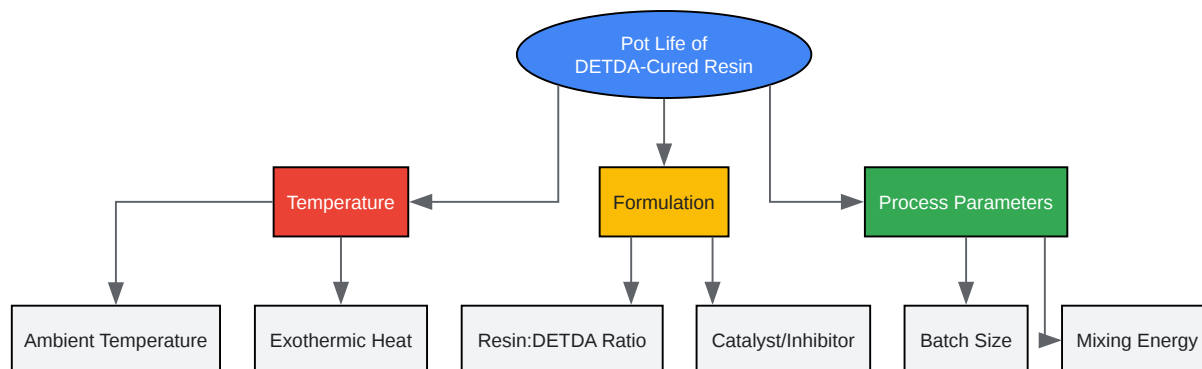 Pot Life of
DETDA-Cured Resin
Temperature
Formulation
Process Parameters
Ambient Temperature
Exothermic Heat
Resin:DETDA Ratio
Catalyst/Inhibitor
Batch Size
Mixing Energy